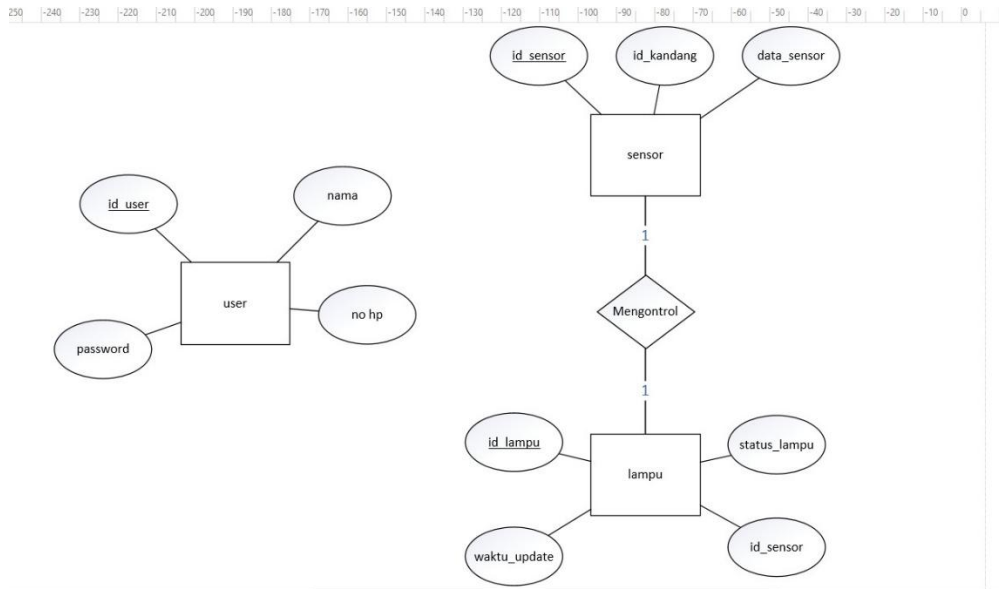 250 -240 -230 -220 -210 -200 -190 -180 -170 -160 -150 -140 -130 -120 -110 -100 -90 -80 -70 -60 -50 -40 -30 -20 -10 0
id_sensor
id_kandang
data_sensor
sensor
1
Mengontrol
1
id_user
nama
user
no hp
password
id_lampu
status_lampu
lampu
waktu_update
id_sensor